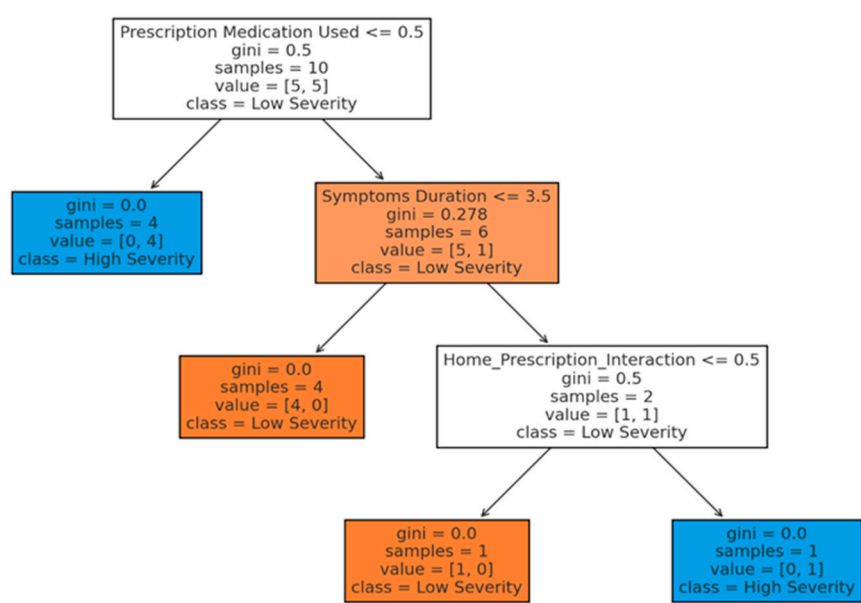 Prescription Medication Used <= 0.5
gini = 0.5
samples = 10
value = [5, 5]
class = Low Severity
gini = 0.0
samples = 4
value = [0, 4]
class = High Severity
Symptoms Duration <= 3.5
gini = 0.278
samples = 6
value = [5, 1]
class = Low Severity
gini = 0.0
samples = 4
value = [4, 0]
class = Low Severity
Home_Prescription_Interaction <= 0.5
gini = 0.5
samples = 2
value = [1, 1]
class = Low Severity
gini = 0.0
samples = 1
value = [1, 0]
class = Low Severity
gini = 0.0
samples = 1
value = [0, 1]
class = High Severity